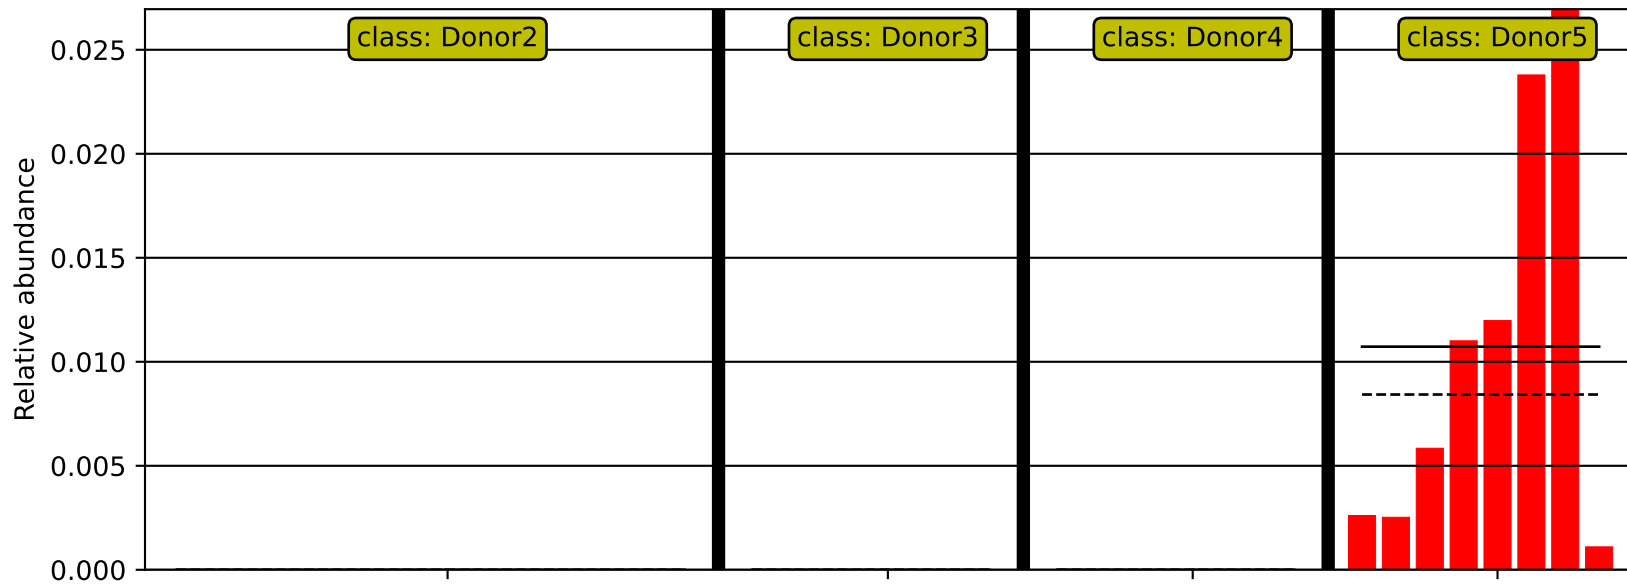 class: Donor2
class: Donor3
class: Donor4
class: Donor5
Relative abundance
0.025
0.020
0.015
0.010
0.005
0.000